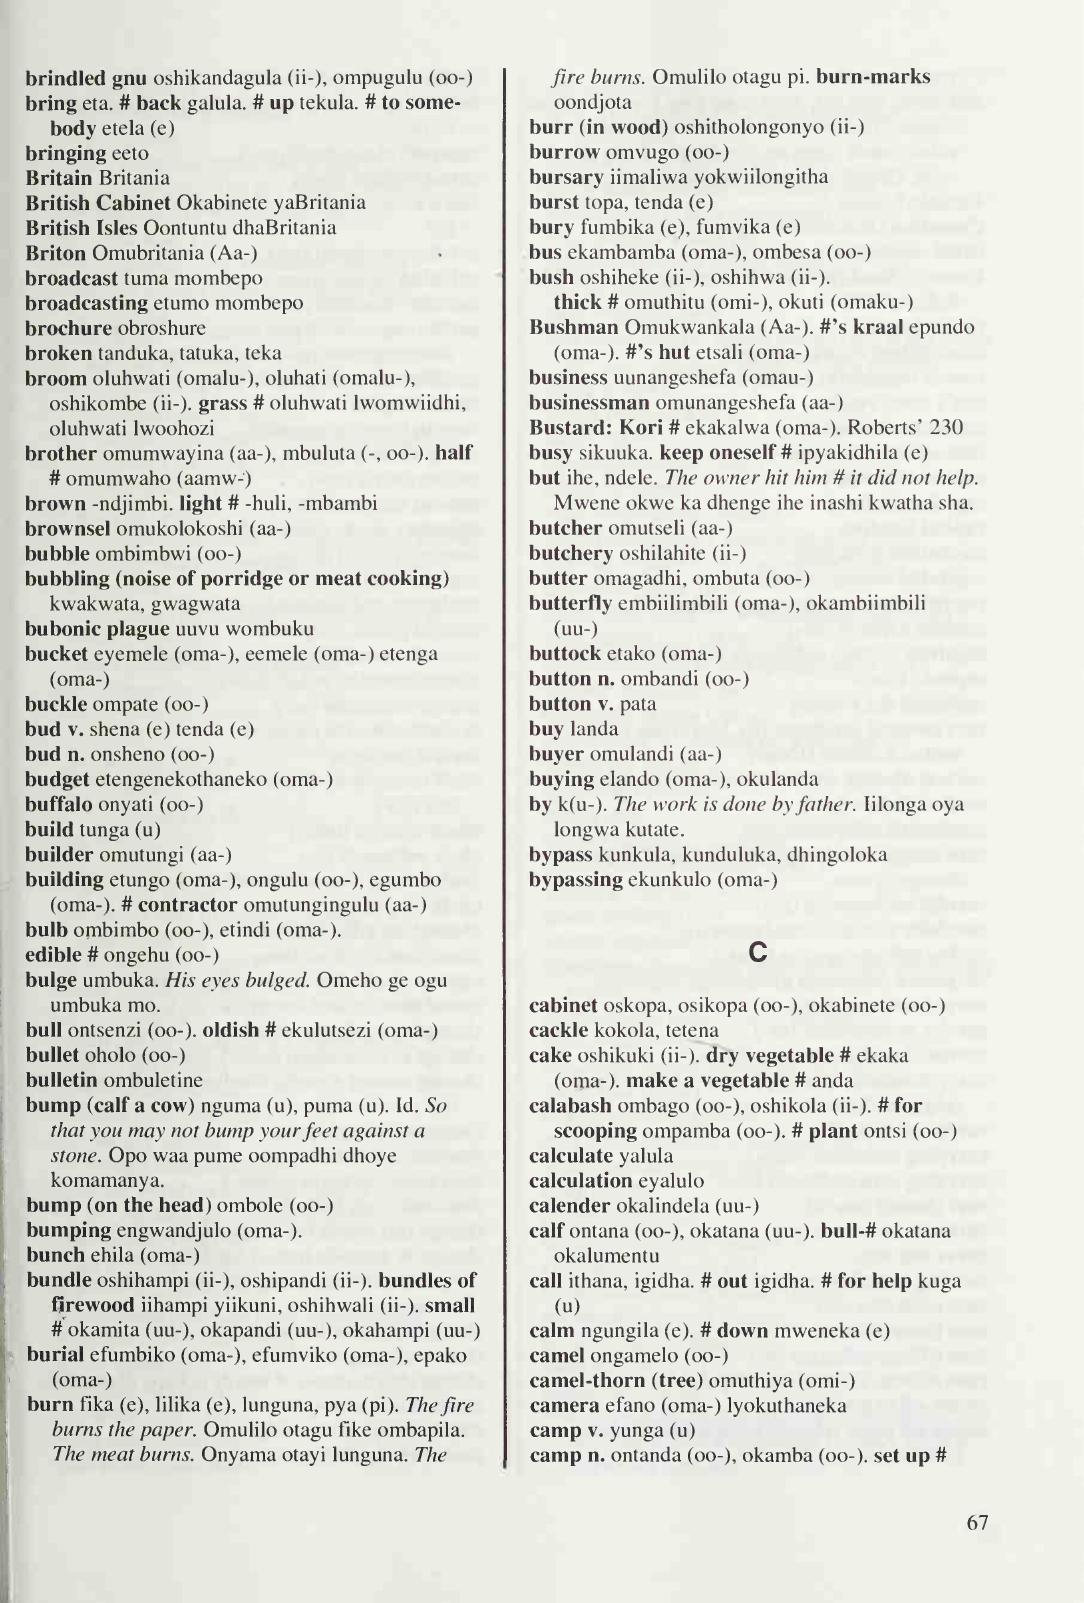 brindled gnu oshikandagula (ii-), ompugulu (oo-)
bring eta. # back galula. # up tekula. # to some-
body etela (e)
bringing eeto
Britain Britania
British Cabinet Okabinete yaBritania
British Isles Oontuntu dhaBritania
Briton Omubritania (Aa-)
broadcast tuma mombepo
broadcasting etumo mombepo
brochure obroshure
broken tanduka, tatuka, teka
broom oluhwati (omalu-), oluhati (omalu-),
oshikombe (ii-). grass # oluhwati lwomwiidhi,
oluhwati lwoohozi
brother omumwayina (aa-), mbuluta (-, oo-). half
# omumwaho (aamw-)
brown -ndjimbi. light # -huli, -mbambi
brownsel omukolokoshi (aa-)
bubble ombimbwi (oo-)
bubbling (noise of porridge or meat cooking)
kwakwata, gwagwata
bubonic plague uuvu wombuku
bucket eyemele (oma-), eemele (oma-) etenga
(oma-)
buckle ompate (oo-)
bud v. shena (e) tenda (e)
bud n. onsheno (oo-)
budget etengenekothaneko (oma-)
buffalo onyati (oo-)
build tunga (u)
builder omutungi (aa-)
building etungo (oma-), ongulu (oo-), egumbo
(oma-). # contractor omutungingulu (aa-)
bulb ombimbo (oo-), etindi (oma-).
edible # ongehu (oo-)
bulge umbuka. His eyes bulged. Omeho ge ogu
umbuka mo.
bull ontsenzi (oo-). oldish # ekulutsezi (oma-)
bullet oholo (oo-)
bulletin ombuletine
bump (calf a cow) nguma (u), puma (u). Id. So
that you may not bump your feet against a
stone. Opo waa pume oompadhi dhoye
komamanya.
bump (on the head) ombole (oo-)
bumping engwandjulo (oma-).
bunch ehila (oma-)
bundle oshihampi (ii-), oshipandi (ii-). bundles of
firewood iihampi yiikuni, oshihwali (ii-). small
# okamita (uu-), okapandi (uu-), okahampi (uu-)
burial efumbiko (oma-), efumviko (oma-), epako
(oma-)
burn fika (e), lilika (e), lunguna, pya (pi). The fire
burns the paper. Omulilo otagu fike ombapila.
The meat burns. Onyama otayi lunguna. The
fire burns. Omulilo otagu pi. burn-marks
oondjota
burr (in wood) oshitholongonyo (ii-)
burrow omvugo (oo-)
bursary iimaliwa yokwiilongitha
burst topa, tenda (e)
bury fumbika (e), fumvika (e)
bus ekambamba (oma-), ombesa (oo-)
bush oshiheke (ii-), oshihwa (ii-).
thick # omuthitu (omi-), okuti (omaku-)
Bushman Omukwankala (Aa-). #'s kraal epundo
(oma-). #'s hut etsali (oma-)
business uunangeshefa (omau-)
businessman omunangeshefa (aa-)
Bustard: Kori # ekakalwa (oma-). Roberts' 230
busy sikuuka. keep oneself # ipyakidhila (e)
but ihe, ndele. The owner hit him # it did not help.
Mwene okwe ka dhenge ihe inashi kwatha sha.
butcher omutseli (aa-)
butchery oshilahite (ii-)
butter omagadhi, ombuta (oo-)
butterfly embiilimbili (oma-), okambiimbili
(uu-)
buttock etako (oma-)
button n. ombandi (oo-)
button v. pata
buy landa
buyer omulandi (aa-)
buying elando (oma-), okulanda
by k(u-). The work is done by father. Iilonga oya
longwa kutate.
bypass kunkula, kunduluka, dhingoloka
bypassing ekunkulo (oma-)
C
cabinet oskopa, osikopa (oo-), okabinete (oo-)
cackle kokola, tetena
cake oshikuki (ii-). dry vegetable # ekaka
(oma-). make a vegetable # anda
calabash ombago (oo-), oshikola (ii-). # for
scooping ompamba (oo-). # plant ontsi (oo-)
calculate yalula
calculation eyalulo
calender okalindela (uu-)
calf ontana (oo-), okatana (uu-). bull-# okatana
okalumentu
call ithana, igidha. # out igidha. # for help kuga
(u)
calm ngungila (e). # down mweneka (e)
camel ongamelo (oo-)
camel-thorn (tree) omuthiya (omi-)
camera efano (oma-) lyokuthaneka
camp v. yunga (u)
camp n. ontanda (oo-), okamba (oo-). set up #
67